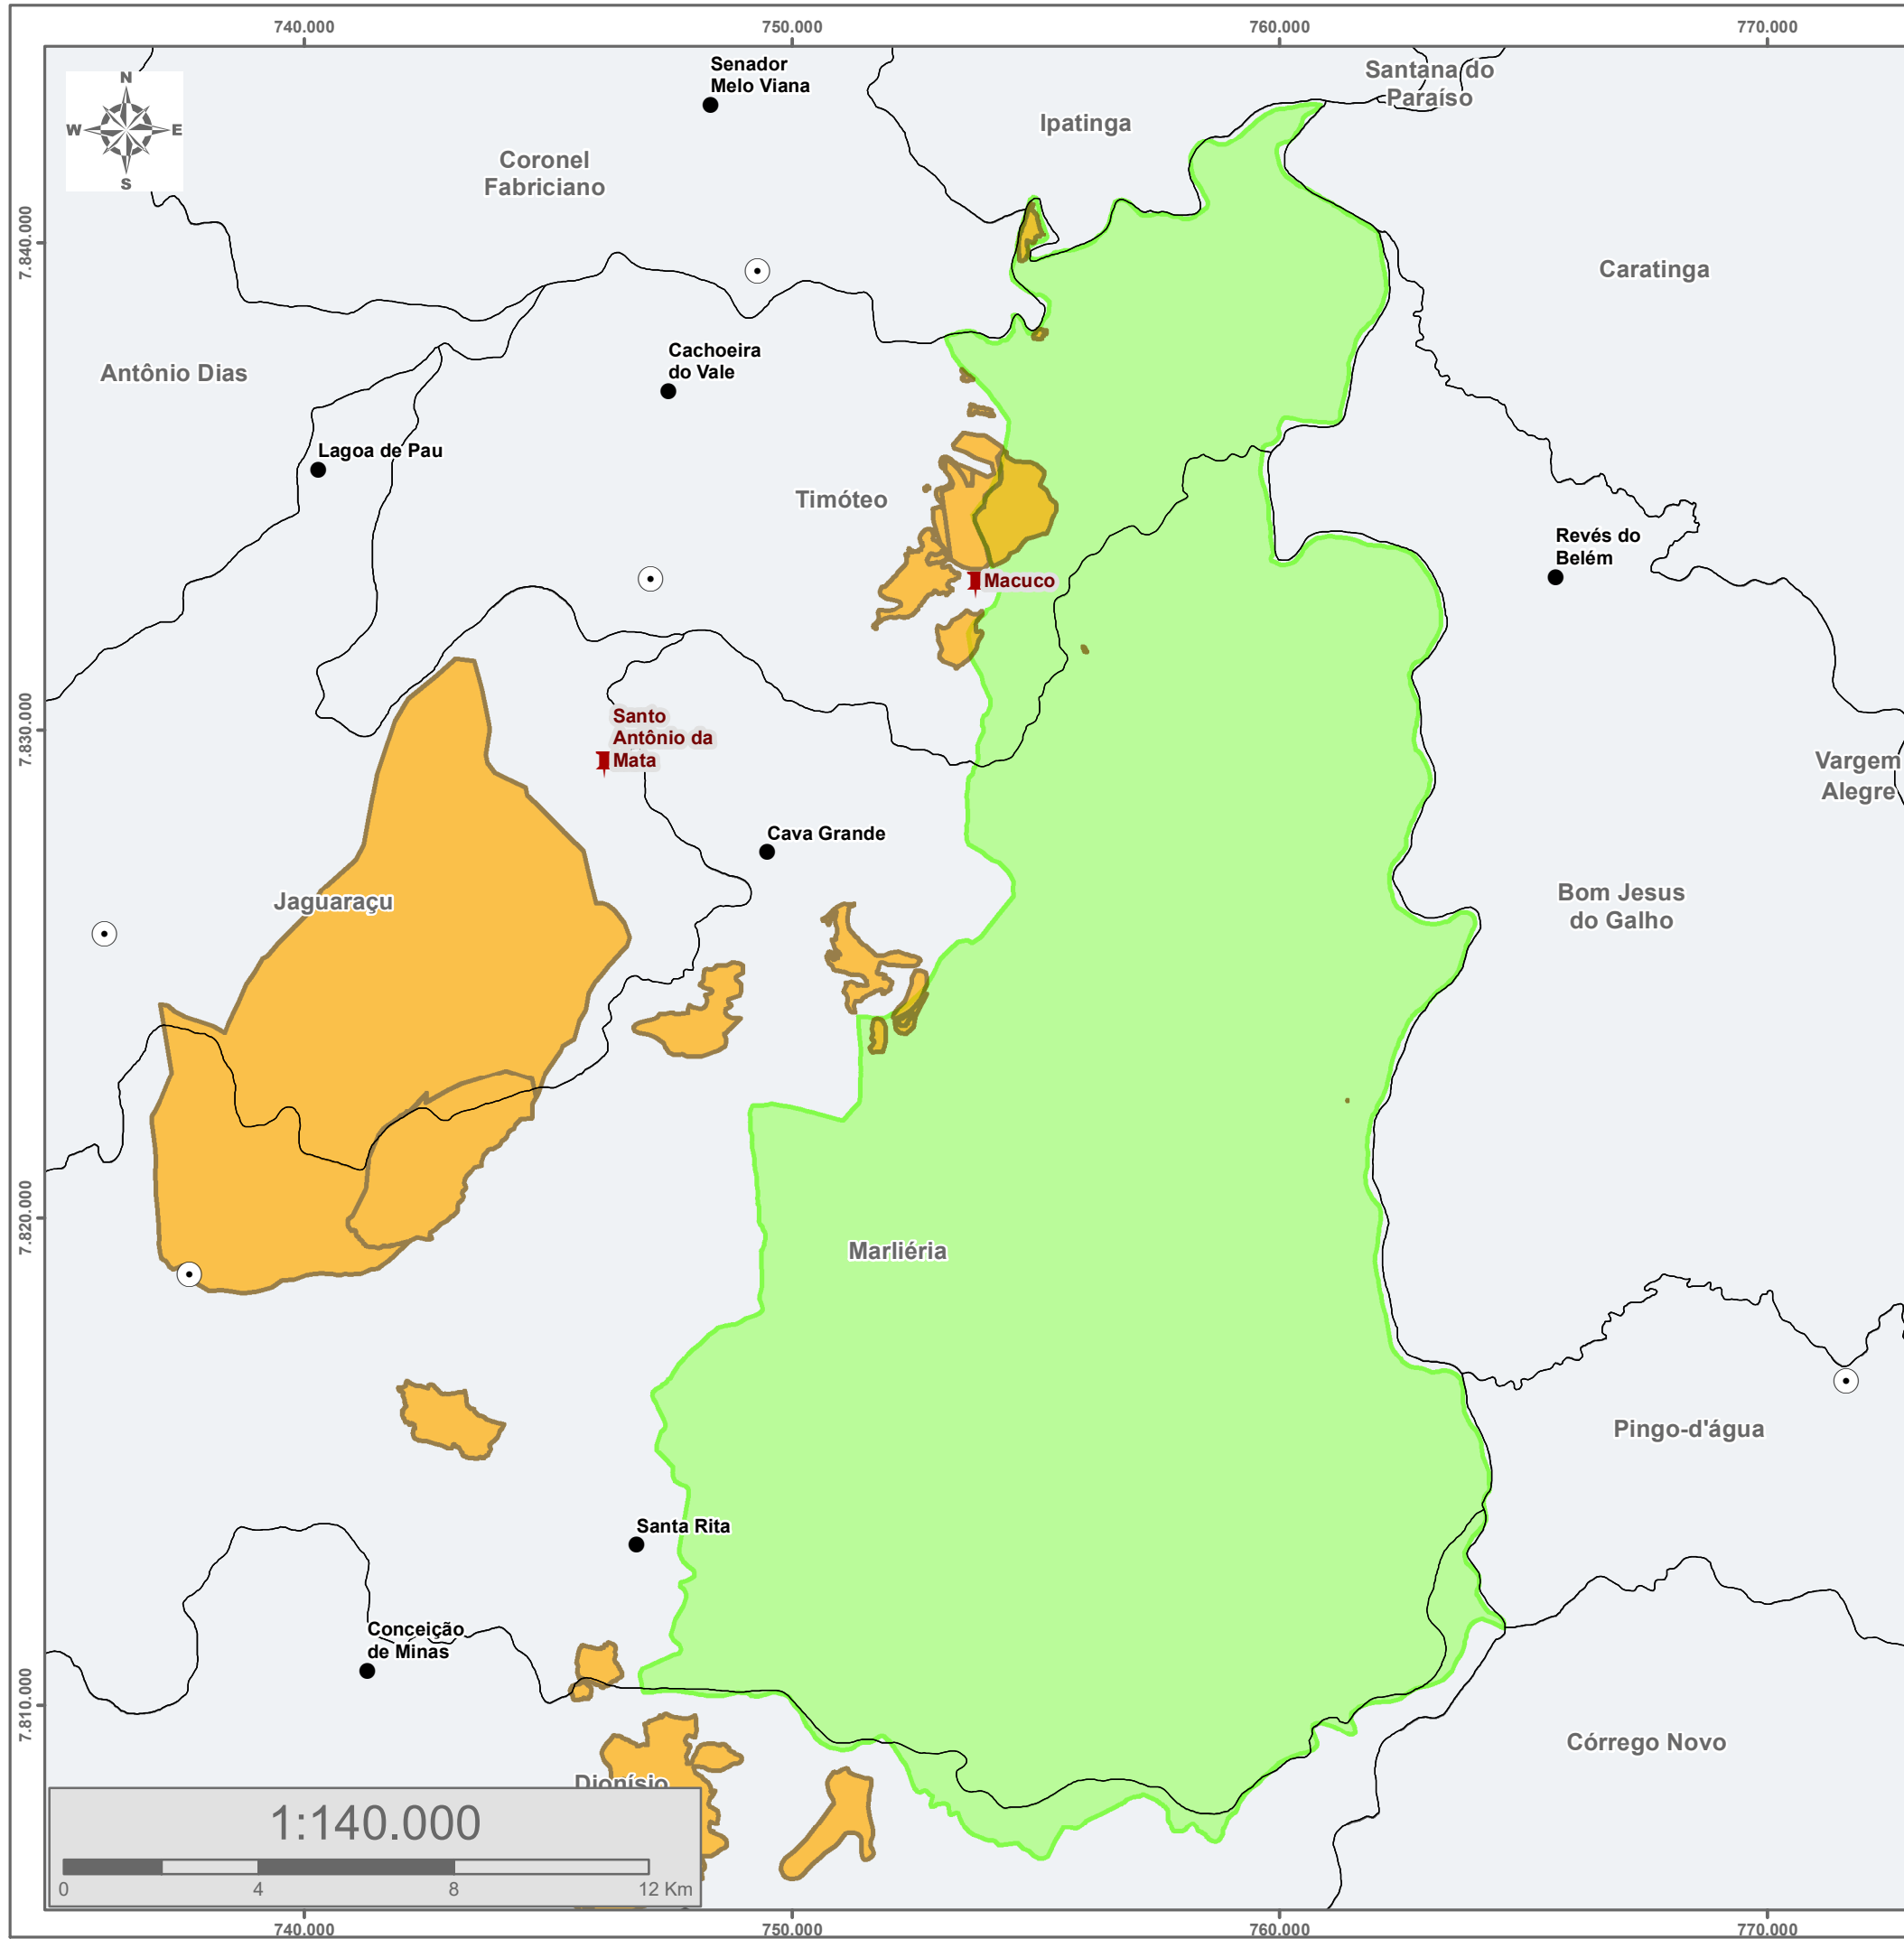 740.000
750.000
760.000
770.000
N
W
E
S
Senador
Melo Viana
Santana do
Paraíso
Ipatinga
Coronel
Fabriciano
7.840.000
Caratinga
Cachoeira
do Vale
Antônio Dias
Lagoa de Pau
Timóteo
Revés do
Belém
Macuco
7.830.000
Santo
Antônio da
Mata
Vargem
Alegre
Cava Grande
Jaguaraçu
Bom Jesus
do Galho
7.820.000
Marliéria
Pingo-d'água
Santa Rita
Conceição
de Minas
7.810.000
Córrego Novo
Dionísio
1:140.000
0
4
8
12 Km
740.000
750.000
760.000
770.000